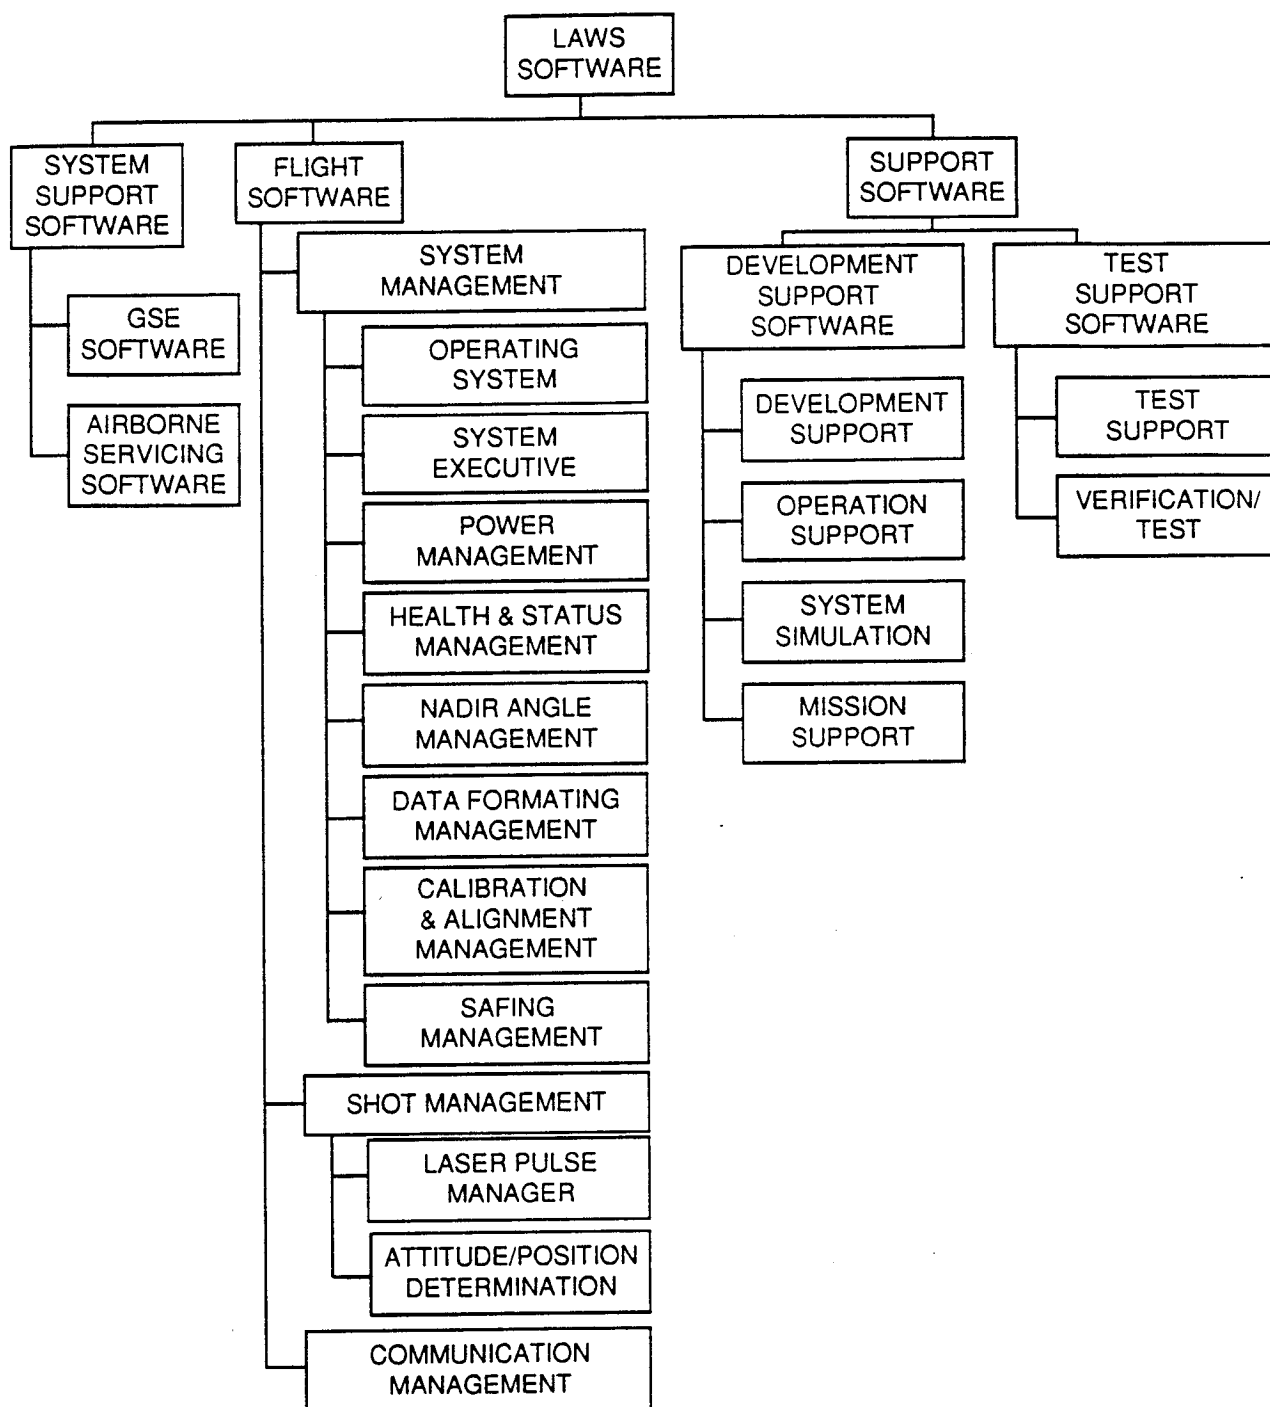 LAWS
SOFTWARE
SYSTEM
SUPPORT
SOFTWARE
GSE
SOFTWARE
AIRBORNE
SERVICING
SOFTWARE
FLIGHT
SOFTWARE
SYSTEM
MANAGEMENT
OPERATING
SYSTEM
SYSTEM
EXECUTIVE
POWER
MANAGEMENT
HEALTH & STATUS
MANAGEMENT
NADIR ANGLE
MANAGEMENT
DATA FORMATING
MANAGEMENT
CALIBRATION
& ALIGNMENT
MANAGEMENT
SAFING
MANAGEMENT
SHOT MANAGEMENT
LASER PULSE
MANAGER
ATTITUDE/POSITION
DETERMINATION
COMMUNICATION
MANAGEMENT
SUPPORT
SOFTWARE
DEVELOPMENT
SUPPORT
SOFTWARE
DEVELOPMENT
SUPPORT
OPERATION
SUPPORT
SYSTEM
SIMULATION
MISSION
SUPPORT
TEST
SUPPORT
SOFTWARE
TEST
SUPPORT
VERIFICATION/
TEST